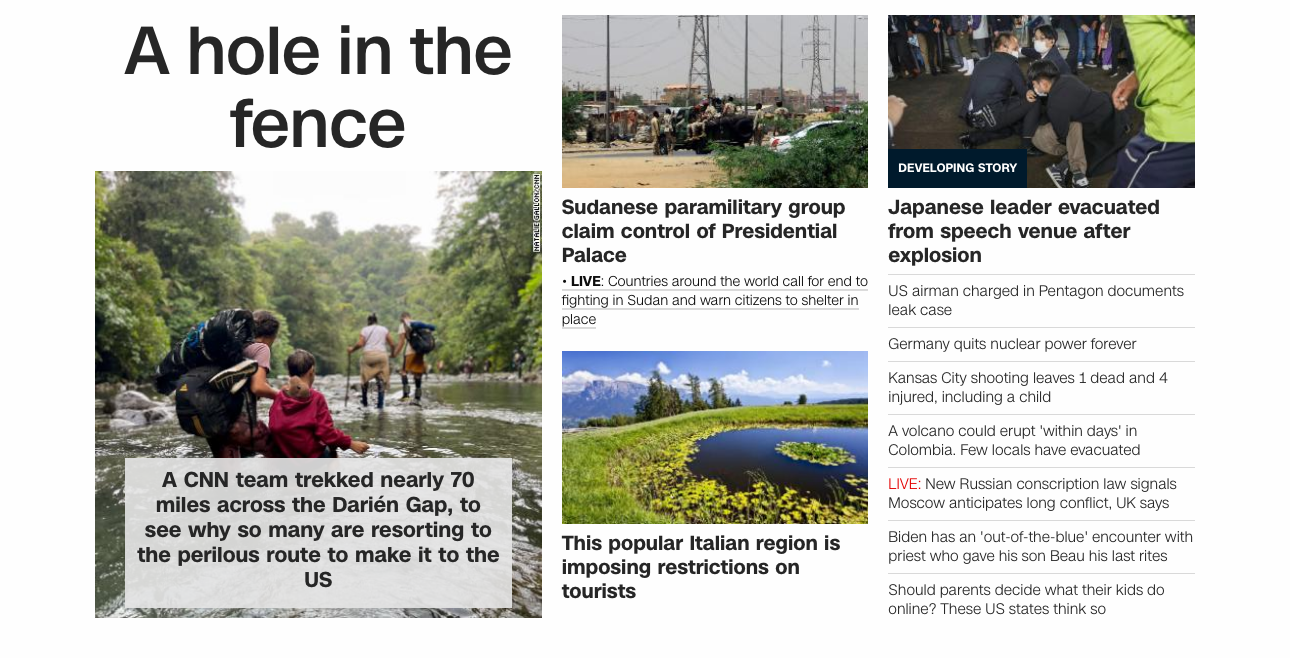 A hole in the
fence
NATALIE GALLÓN/CNN
A CNN team trekked nearly 70
miles across the Darién Gap, to
see why so many are resorting to
the perilous route to make it to the
US
Sudanese paramilitary group
claim control of Presidential
Palace
• LIVE: Countries around the world call for end to
fighting in Sudan and warn citizens to shelter in
place
This popular Italian region is
imposing restrictions on
tourists
DEVELOPING STORY
Japanese leader evacuated
from speech venue after
explosion
US airman charged in Pentagon documents
leak case
Germany quits nuclear power forever
Kansas City shooting leaves 1 dead and 4
injured, including a child
A volcano could erupt 'within days' in
Colombia. Few locals have evacuated
LIVE: New Russian conscription law signals
Moscow anticipates long conflict, UK says
Biden has an 'out-of-the-blue' encounter with
priest who gave his son Beau his last rites
Should parents decide what their kids do
online? These US states think so